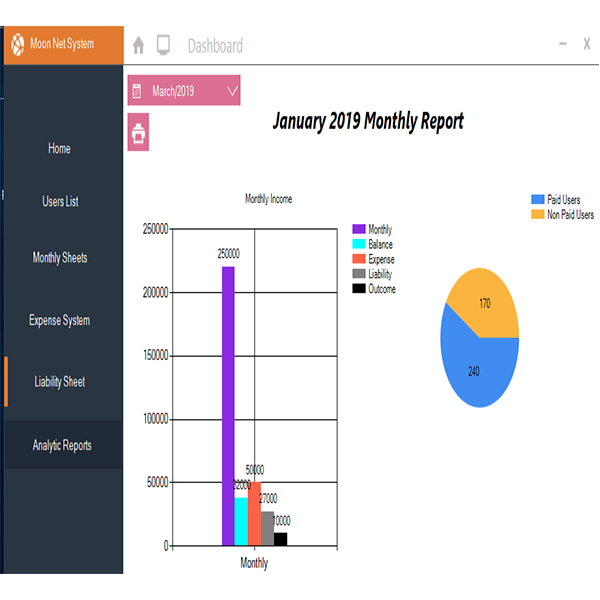 Moon Net System
Dashboard
March/2019
January 2019 Monthly Report
Home
Users List
Monthly Sheets
Expense System
Liability Sheet
Analytic Reports
Monthly Income
250000
200000
150000
100000
50000
0
250000
50000
27000
10000
Monthly
Monthly
Balance
Expense
Liability
Outcome
Paid Users
Non Paid Users
170
240